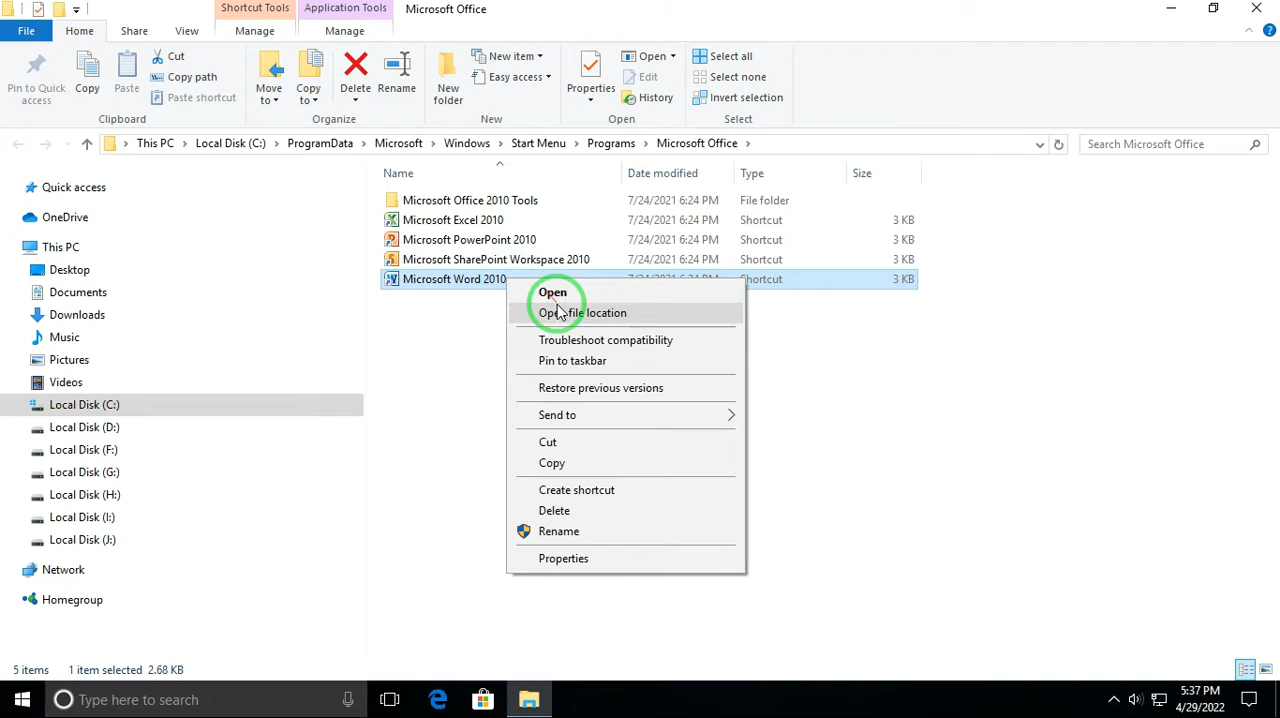 Shortcut Tools
Application Tools
Microsoft Office
File
Home
Share
View
Manage
Manage
Pin to Quick access
Copy
Paste
Cut
Copy path
Paste shortcut
Clipboard
Move to
Copy to
Delete
Rename
Organize
New folder
New item
Easy access
New
Properties
Open
Edit
History
Open
Select all
Select none
Invert selection
Select
This PC
Local Disk (C:)
ProgramData
Microsoft
Windows
Start Menu
Programs
Microsoft Office
Search Microsoft Office
Name
Date modified
Type
Size
Microsoft Office 2010 Tools 7/24/2021 6:24 PM File folder
Microsoft Excel 2010 7/24/2021 6:24 PM Shortcut 3 KB
Microsoft PowerPoint 2010 7/24/2021 6:24 PM Shortcut 3 KB
Microsoft SharePoint Workspace 2010 7/24/2021 6:24 PM Shortcut 3 KB
Microsoft Word 2010 7/24/2021 6:24 PM Shortcut 3 KB
Quick access
OneDrive
This PC
Desktop
Documents
Downloads
Music
Pictures
Videos
Local Disk (C:)
Local Disk (D:)
Local Disk (F:)
Local Disk (G:)
Local Disk (H:)
Local Disk (I:)
Local Disk (J:)
Network
Homegroup
Open
Open file location
Troubleshoot compatibility
Pin to taskbar
Restore previous versions
Send to
Cut
Copy
Create shortcut
Delete
Rename
Properties
5 items
1 item selected 2.68 KB
Type here to search
5:37 PM
4/29/2022